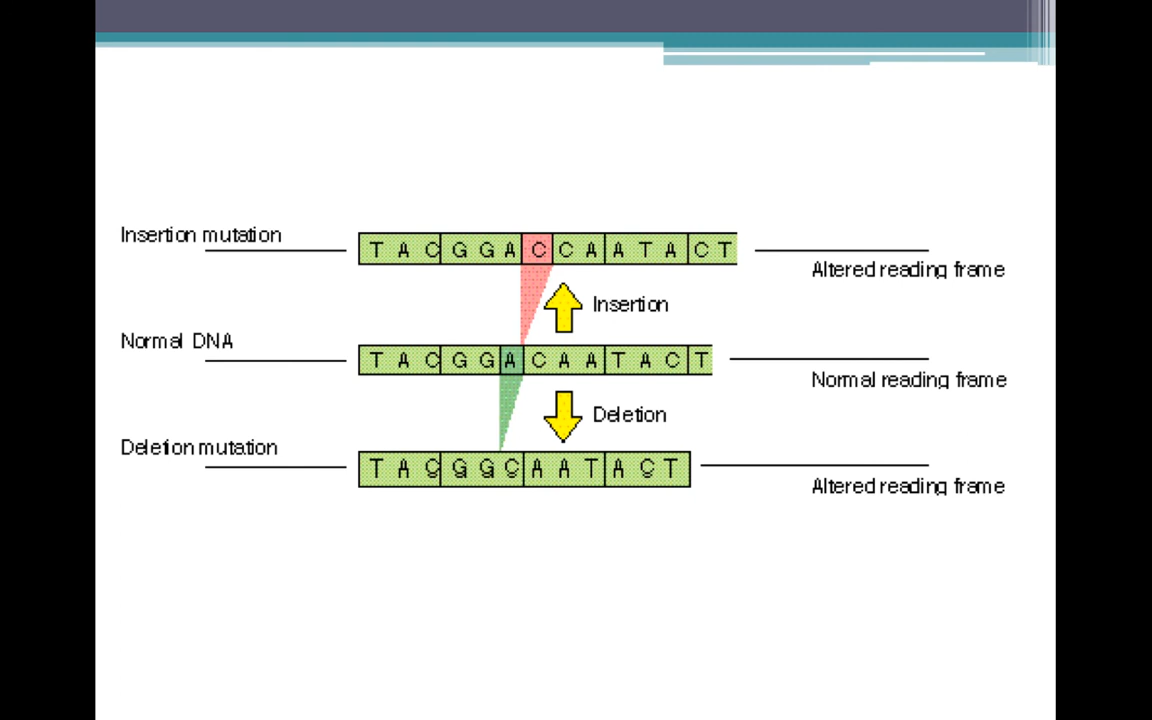 Insertion mutation
T A C G G A C C A A T A C T
Altered reading frame
Insertion
Normal DNA
T A C G G A C A A T A C T
Normal reading frame
Deletion
Deletion mutation
T A C G G C A A T A C T
Altered reading frame